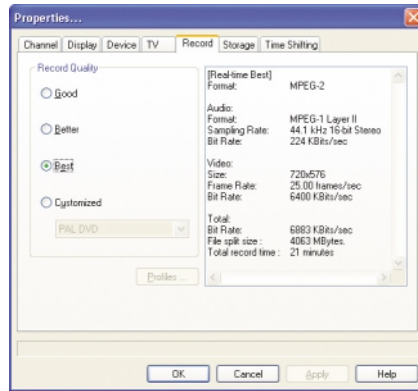 Properties...
Channel Display Device TV Record Storage Time Shifting
Record Quality
Good
Better
Best
Customized
PAL DVD
Profiles ...
[Real-time Best]
Format: MPEG-2
Audio:
Format: MPEG-1 Layer II
Sampling Rate: 44.1 kHz 16-bit Stereo
Bit Rate: 224 KBits/sec
Video:
Size: 720x576
Frame Rate: 25.00 frames/sec
Bit Rate: 6400 KBits/sec
Total:
Bit Rate: 6883 KBits/sec
File split size : 4063 MBytes.
Total record time : 21 minutes
OK Cancel Apply Help